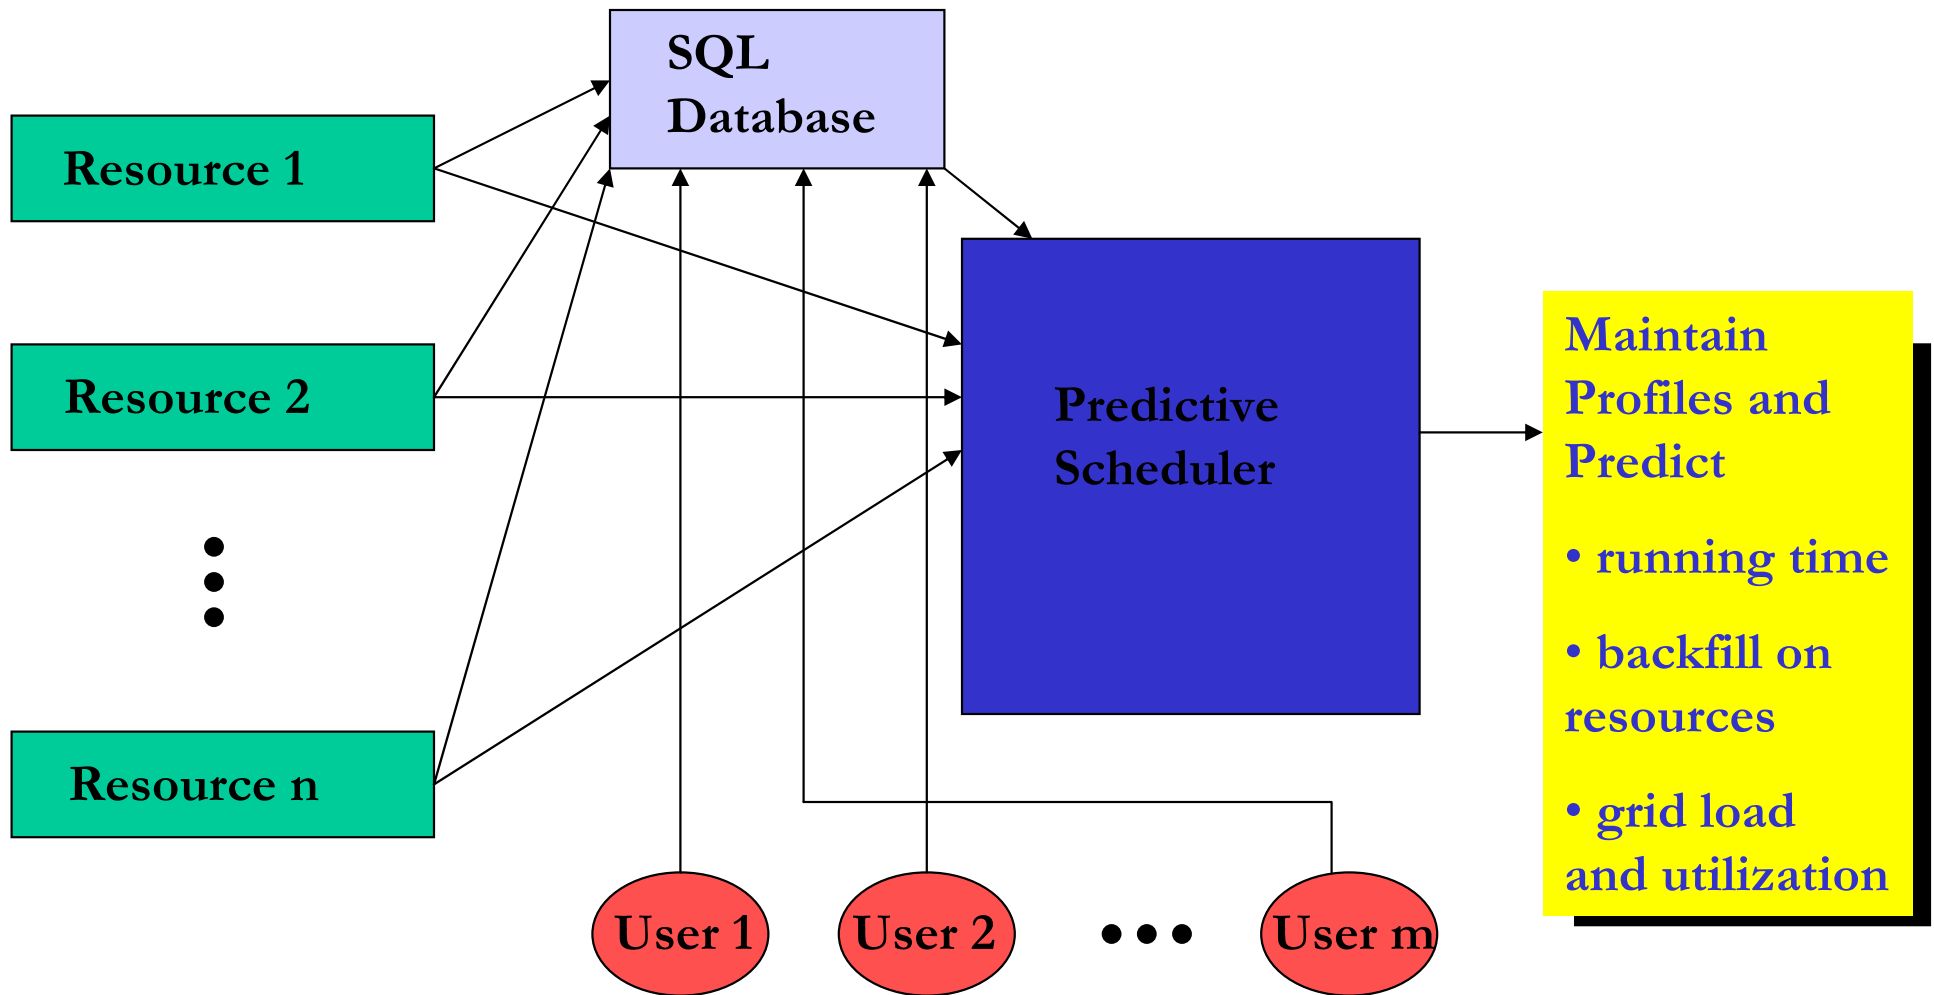 SQL
Database
Resource 1
Resource 2
Resource n
Predictive
Scheduler
Maintain
Profiles and
Predict
• running time
• backfill on
resources
• grid load
and utilization
User 1
User 2
User m